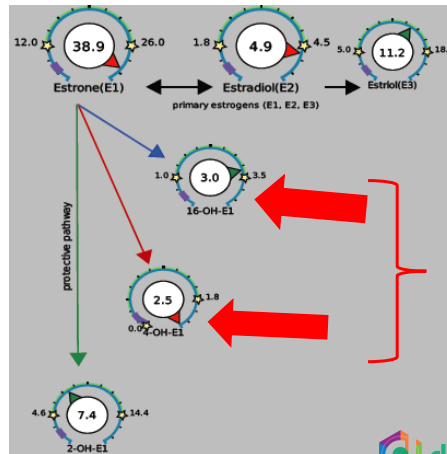 12.0 38.9 26.0
Estrone(E1)
1.8 4.9 4.5
Estradiol(E2)
5.0 11.2 18.
Estriol(E3)
primary estrogens (E1, E2, E3)
1.0 3.0 3.5
16-OH-E1
protective pathway
2.5 1.8
0.0
4-OH-E1
4.6 7.4 14.4
2-OH-E1